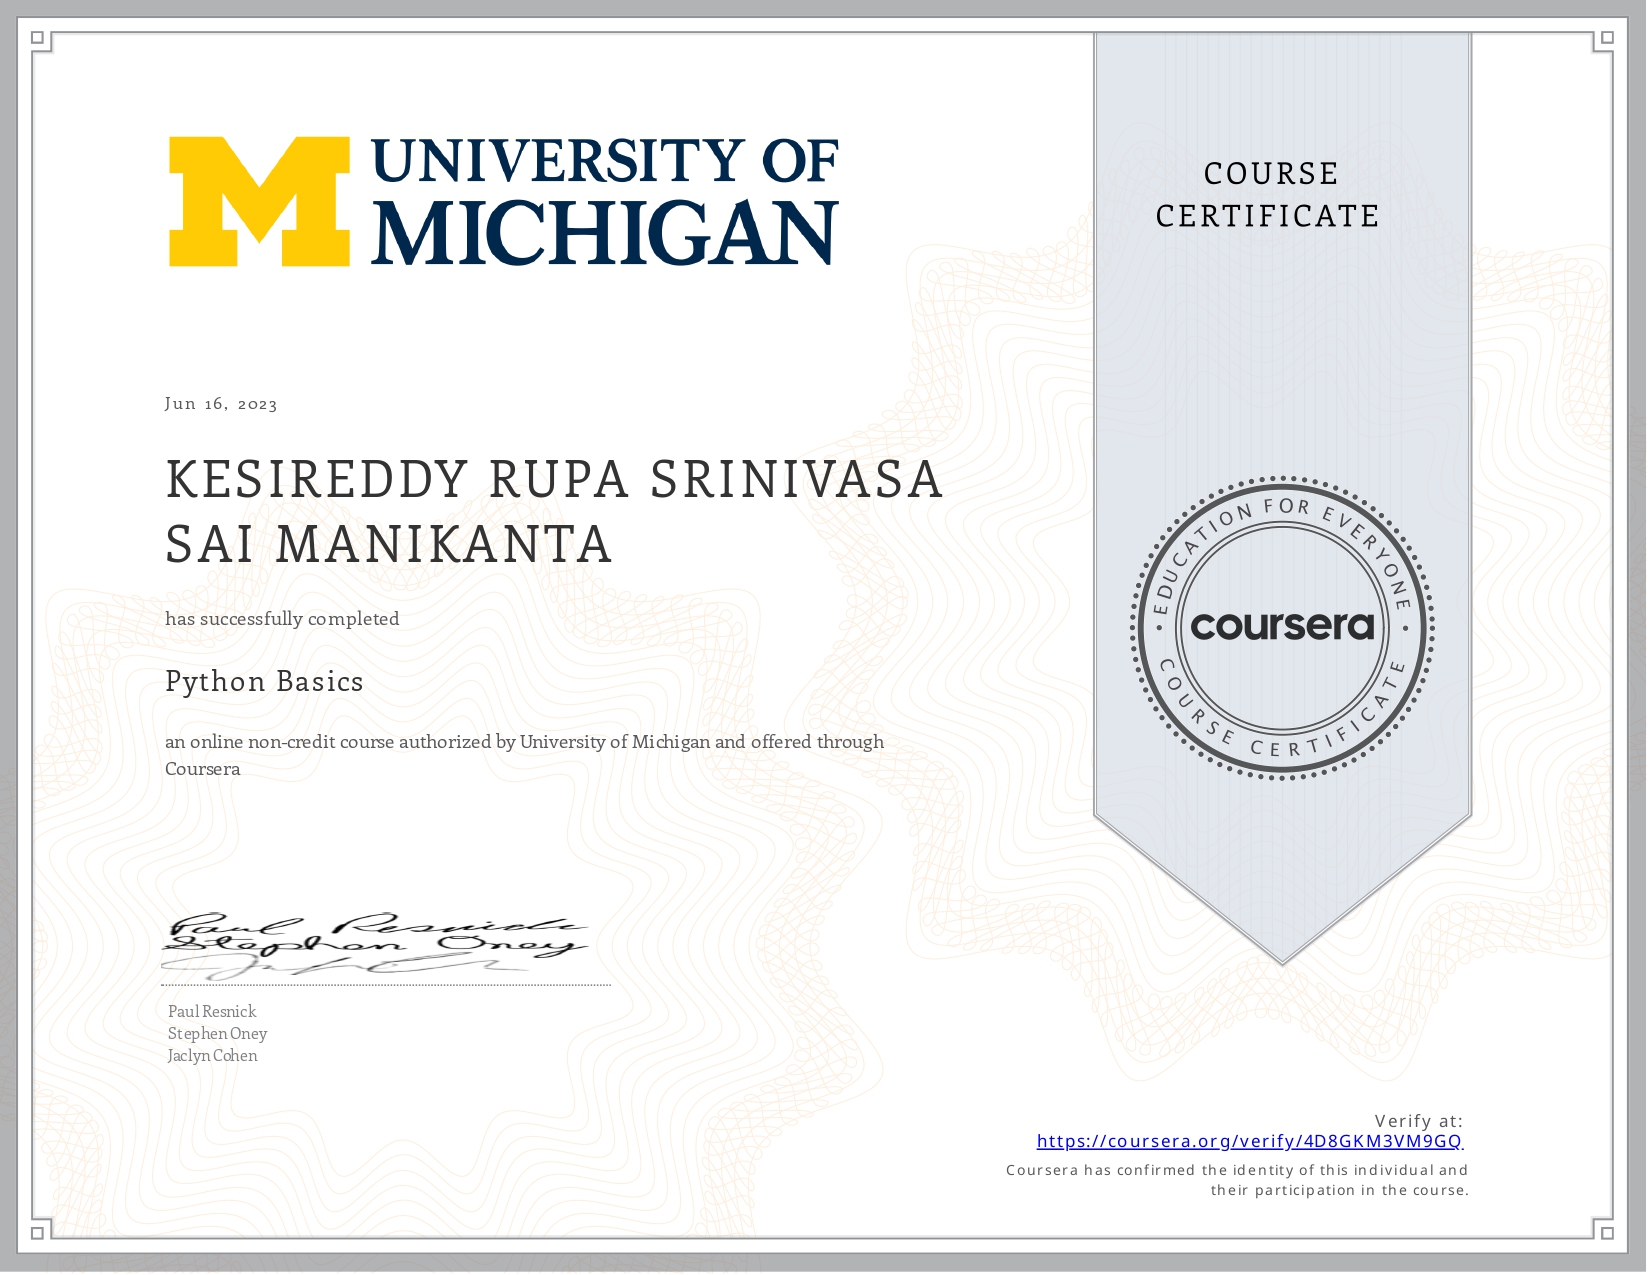 UNIVERSITY OF
MICHIGAN
COURSE
CERTIFICATE
Jun 16, 2023
KESIREDDY RUPA SRINIVASA
SAI MANIKANTA
has successfully completed
Python Basics
an online non-credit course authorized by University of Michigan and offered through
Coursera
EDUCATION FOR EVERYONE
coursera
COURSE CERTIFICATE
Paul Resnick
Stephen Oney
Paul Resnick
Stephen Oney
Jaclyn Cohen
Verify at:
https://coursera.org/verify/4D8GKM3VM9GQ
Coursera has confirmed the identity of this individual and
their participation in the course.